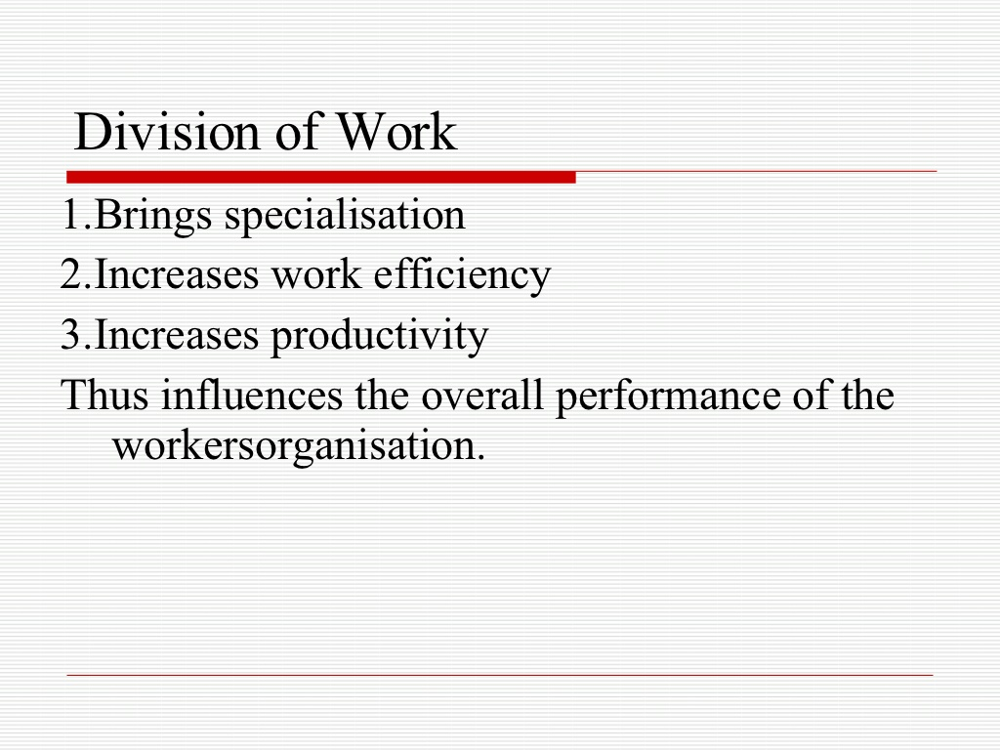 Division of Work
1.Brings specialisation
2.Increases work efficiency
3.Increases productivity
Thus influences the overall performance of the
workersorganisation.